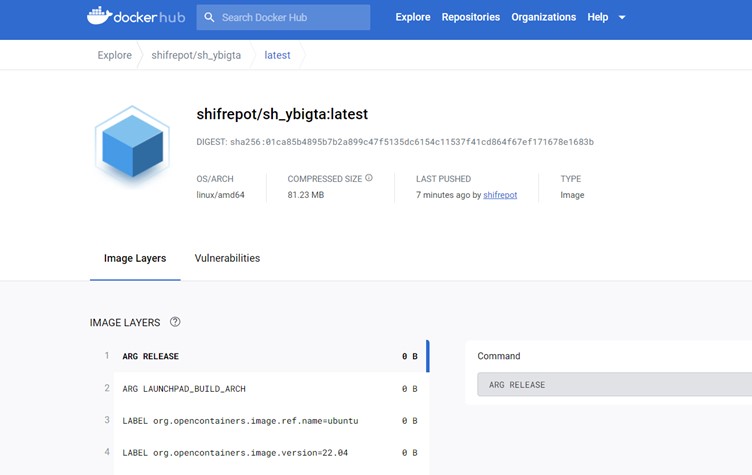 dockerhub Search Docker Hub Explore Repositories Organizations Help
Explore shifrepot/sh_ybigta latest
shifrepot/sh_ybigta:latest
DIGEST: sha256:01ca85b4895b7b2a899c47f5135dc6154c11537f41cd864f67ef171678e1683b
OS/ARCH COMPRESSED SIZE LAST PUSHED TYPE
linux/amd64 81.23 MB 7 minutes ago by shifrepot Image
Image Layers Vulnerabilities
IMAGE LAYERS
1 ARG RELEASE 0 B
Command
ARG RELEASE
2 ARG LAUNCHPAD_BUILD_ARCH 0 B
3 LABEL org.opencontainers.image.ref.name=ubuntu 0 B
4 LABEL org.opencontainers.image.version=22.04 0 B